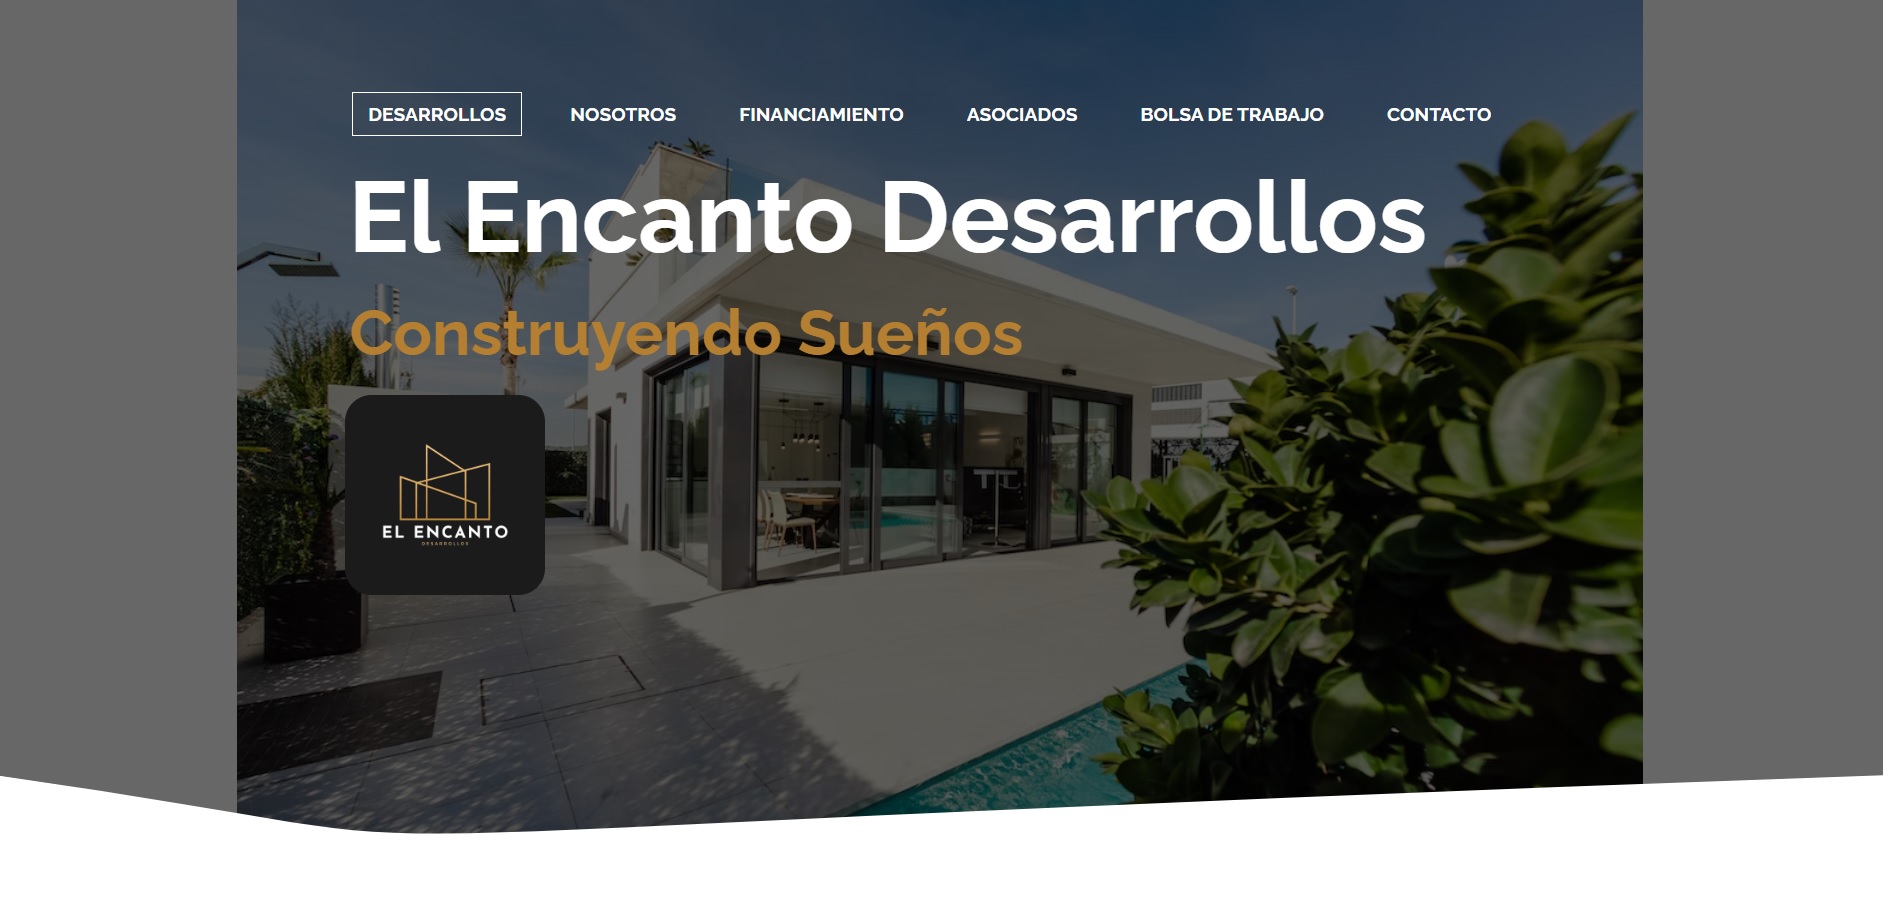 DESARROLLOS NOSOTROS FINANCIAMIENTO ASOCIADOS BOLSA DE TRABAJO CONTACTO
El Encanto Desarrollos
Construyendo Sueños
EL ENCANTO
DESARROLLOS